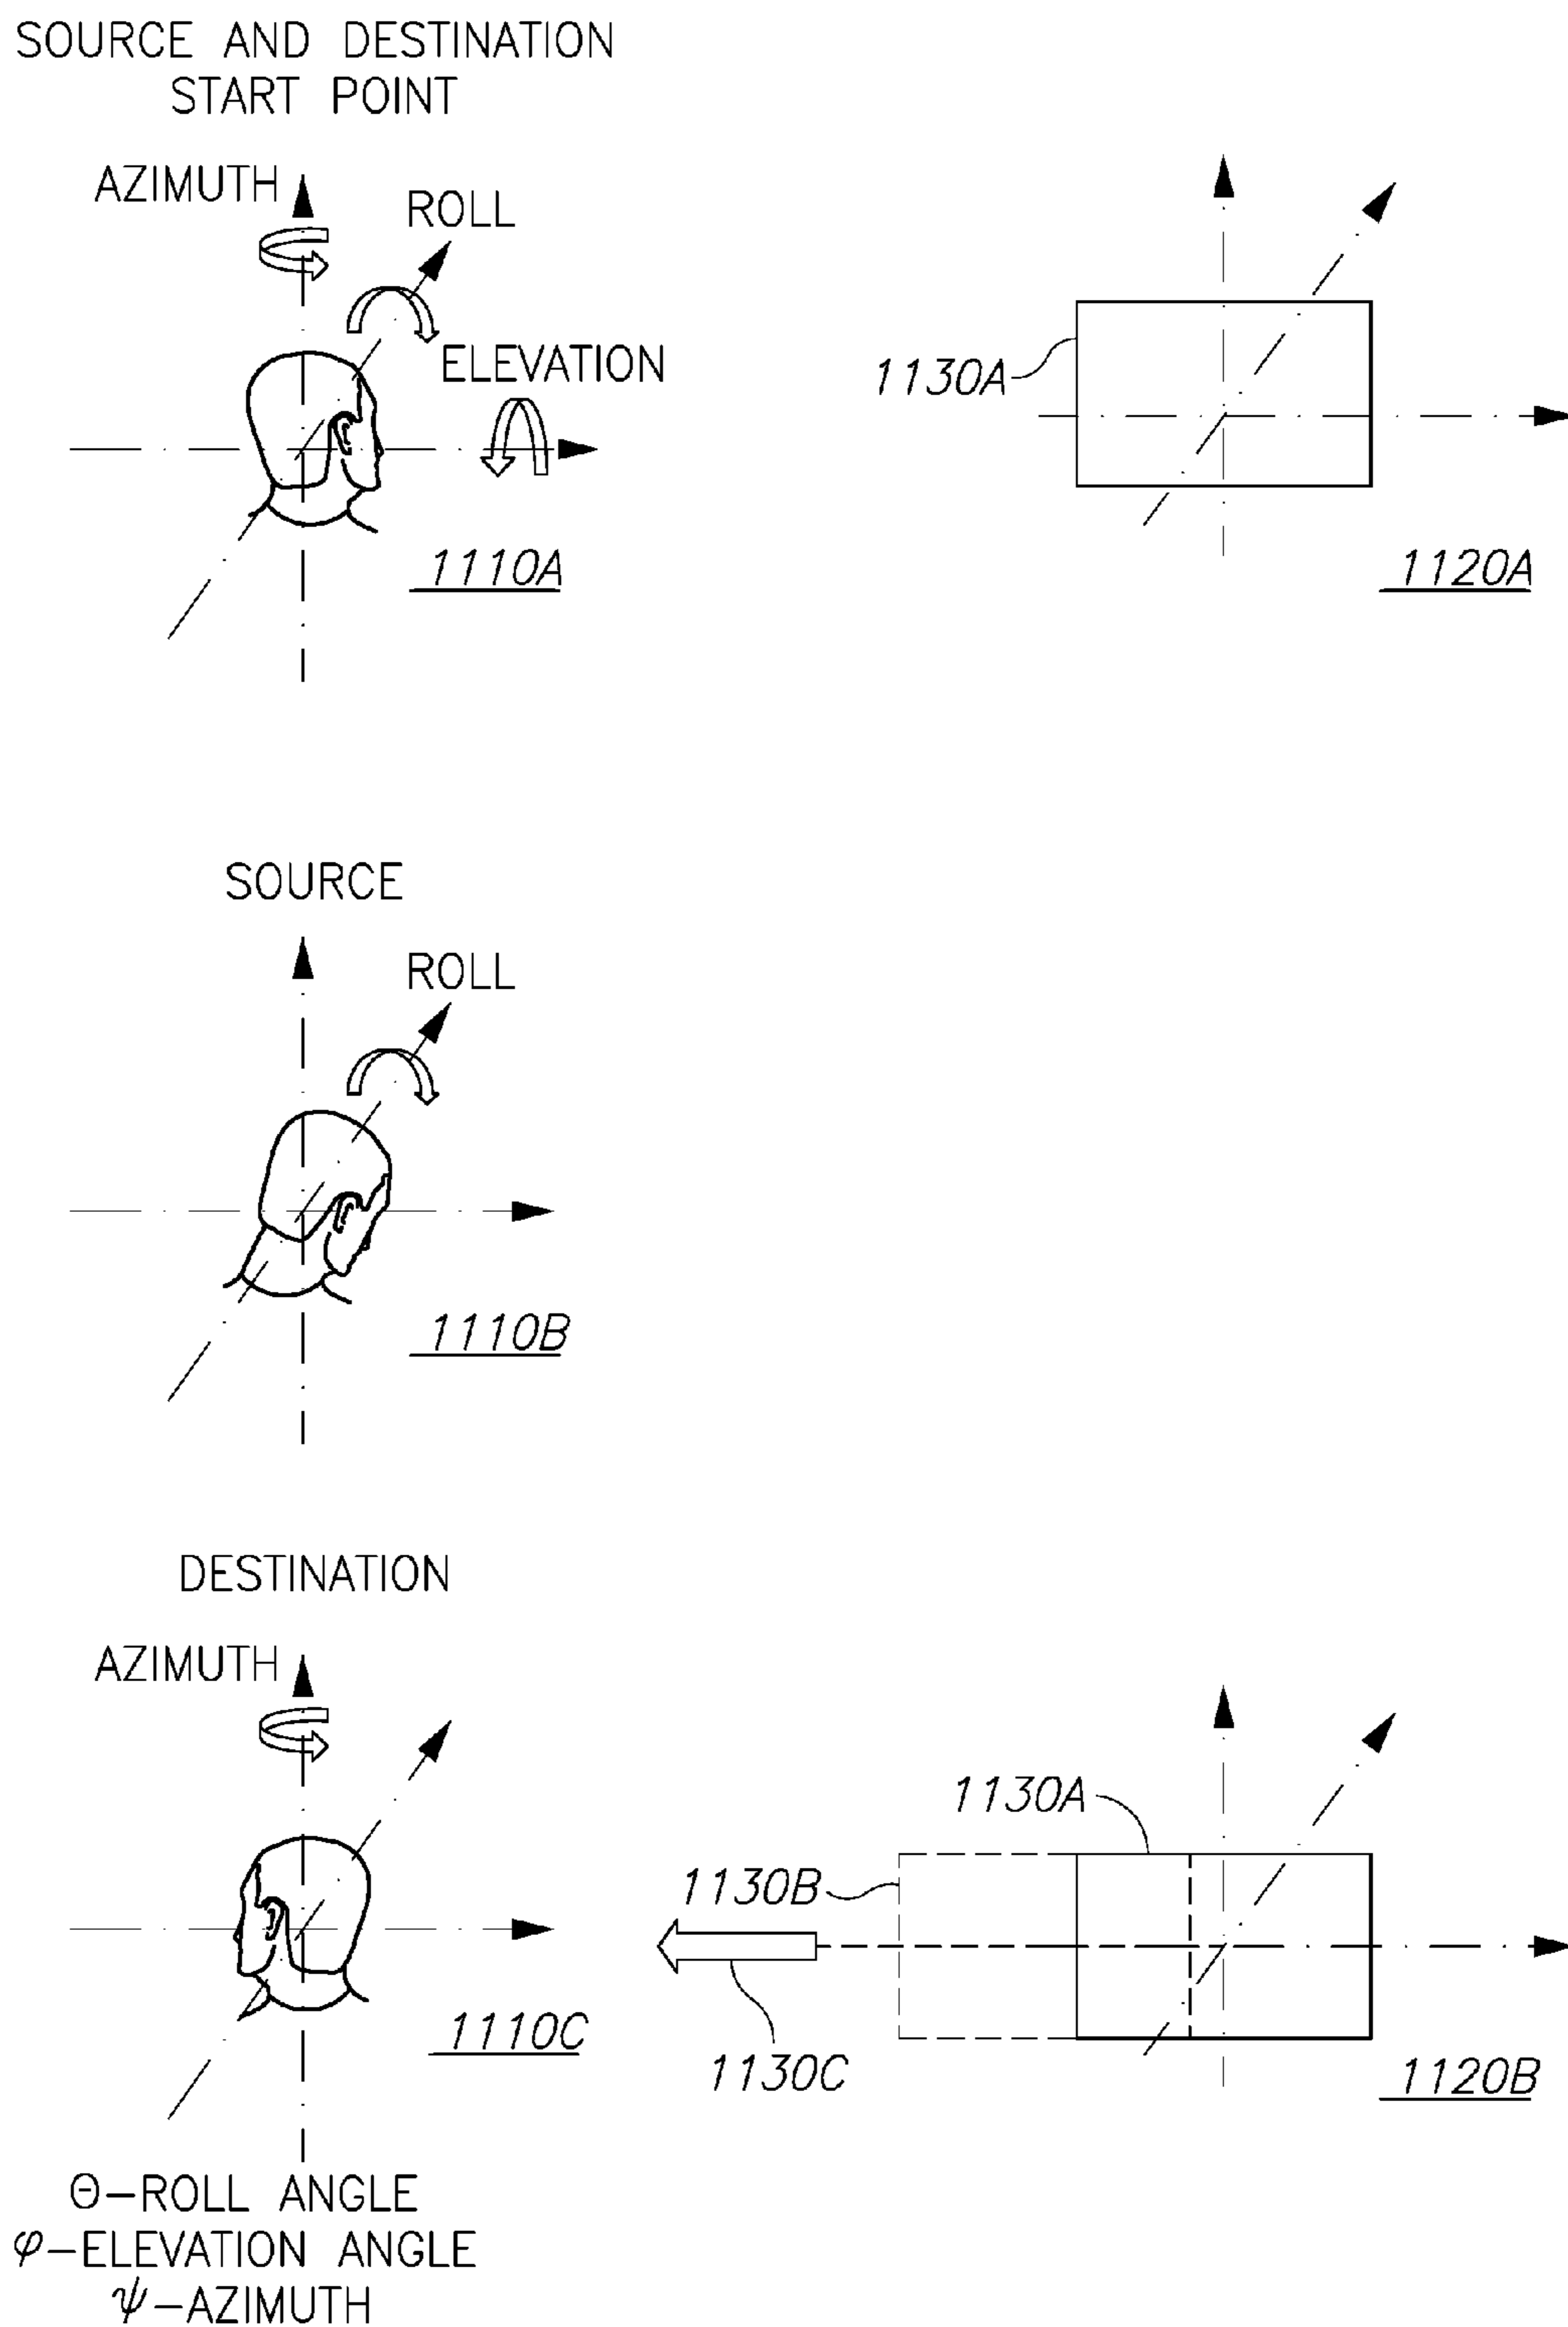 SOURCE AND DESTINATION
START POINT
AZIMUTH
ROLL
ELEVATION
1130A
1110A
1120A
SOURCE
ROLL
1110B
DESTINATION
AZIMUTH
1130A
1130B
1130C
1110C
1120B
Θ-ROLL ANGLE
φ-ELEVATION ANGLE
ψ-AZIMUTH